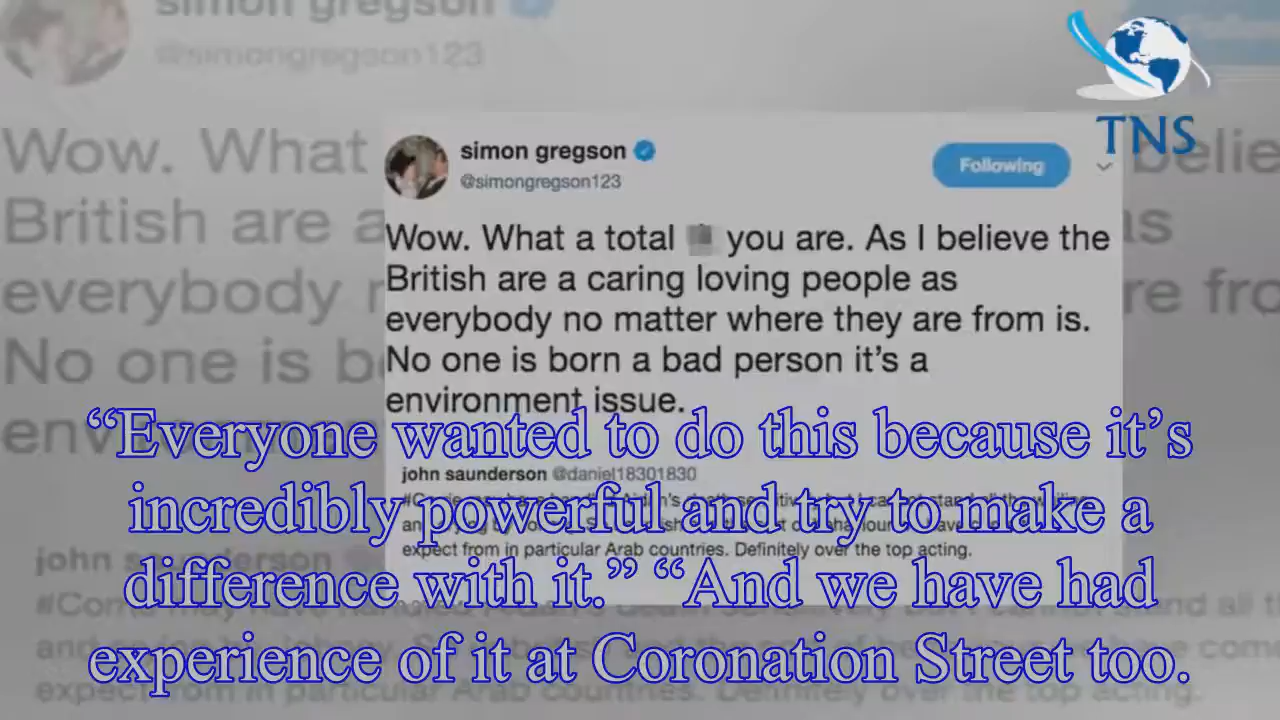 simon gregson
@simongregson123
TNS
simon gregson
@simongregson123
Following
Wow. What a total you are. As I believe the
British are a caring loving people as
everybody no matter where they are from is.
No one is born a bad person it's a
environment issue.
john saunderson @daniel18301830
expect from in particular Arab countries. Definitely over the top acting.
“Everyone wanted to do this because it’s
incredibly powerful and try to make a
difference with it.” “And we have had
experience of it at Coronation Street too.